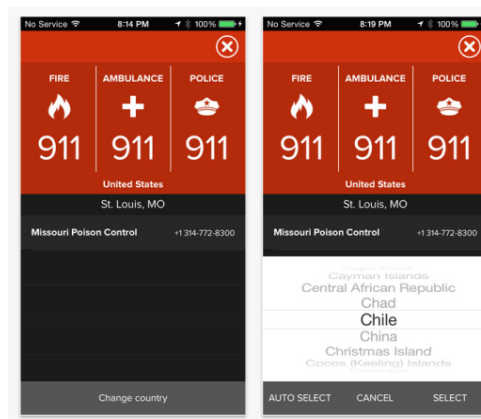 No Service 8:14 PM 100%
FIRE AMBULANCE POLICE
911 911 911
United States
St. Louis, MO
Missouri Poison Control +1 314-772-8300
Change country
No Service 8:19 PM 100%
FIRE AMBULANCE POLICE
911 911 911
United States
St. Louis, MO
Missouri Poison Control +1 314-772-8300
Cayman Islands
Central African Republic
Chad
Chile
China
Christmas Island
Cocos (Keeling) Islands
AUTO SELECT CANCEL SELECT